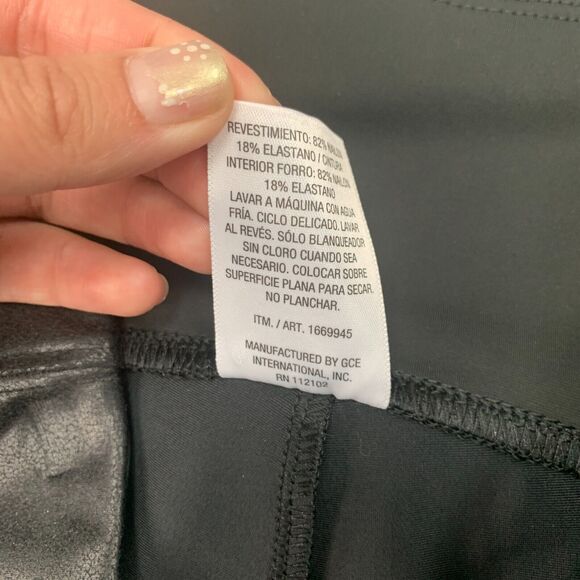 REVESTIMIENTO: 82% NAILON
18% ELASTANO / CINTURA
INTERIOR FORRO: 82% NAILON
18% ELASTANO
LAVAR A MÁQUINA CON AGUA
FRÍA. CICLO DELICADO. LAVAR
AL REVÉS. SÓLO BLANQUEADOR
SIN CLORO CUANDO SEA
NECESARIO. COLOCAR SOBRE
SUPERFICIE PLANA PARA SECAR.
NO PLANCHAR.
ITM. / ART. 1669945
MANUFACTURED BY GCE
INTERNATIONAL, INC.
RN 112102